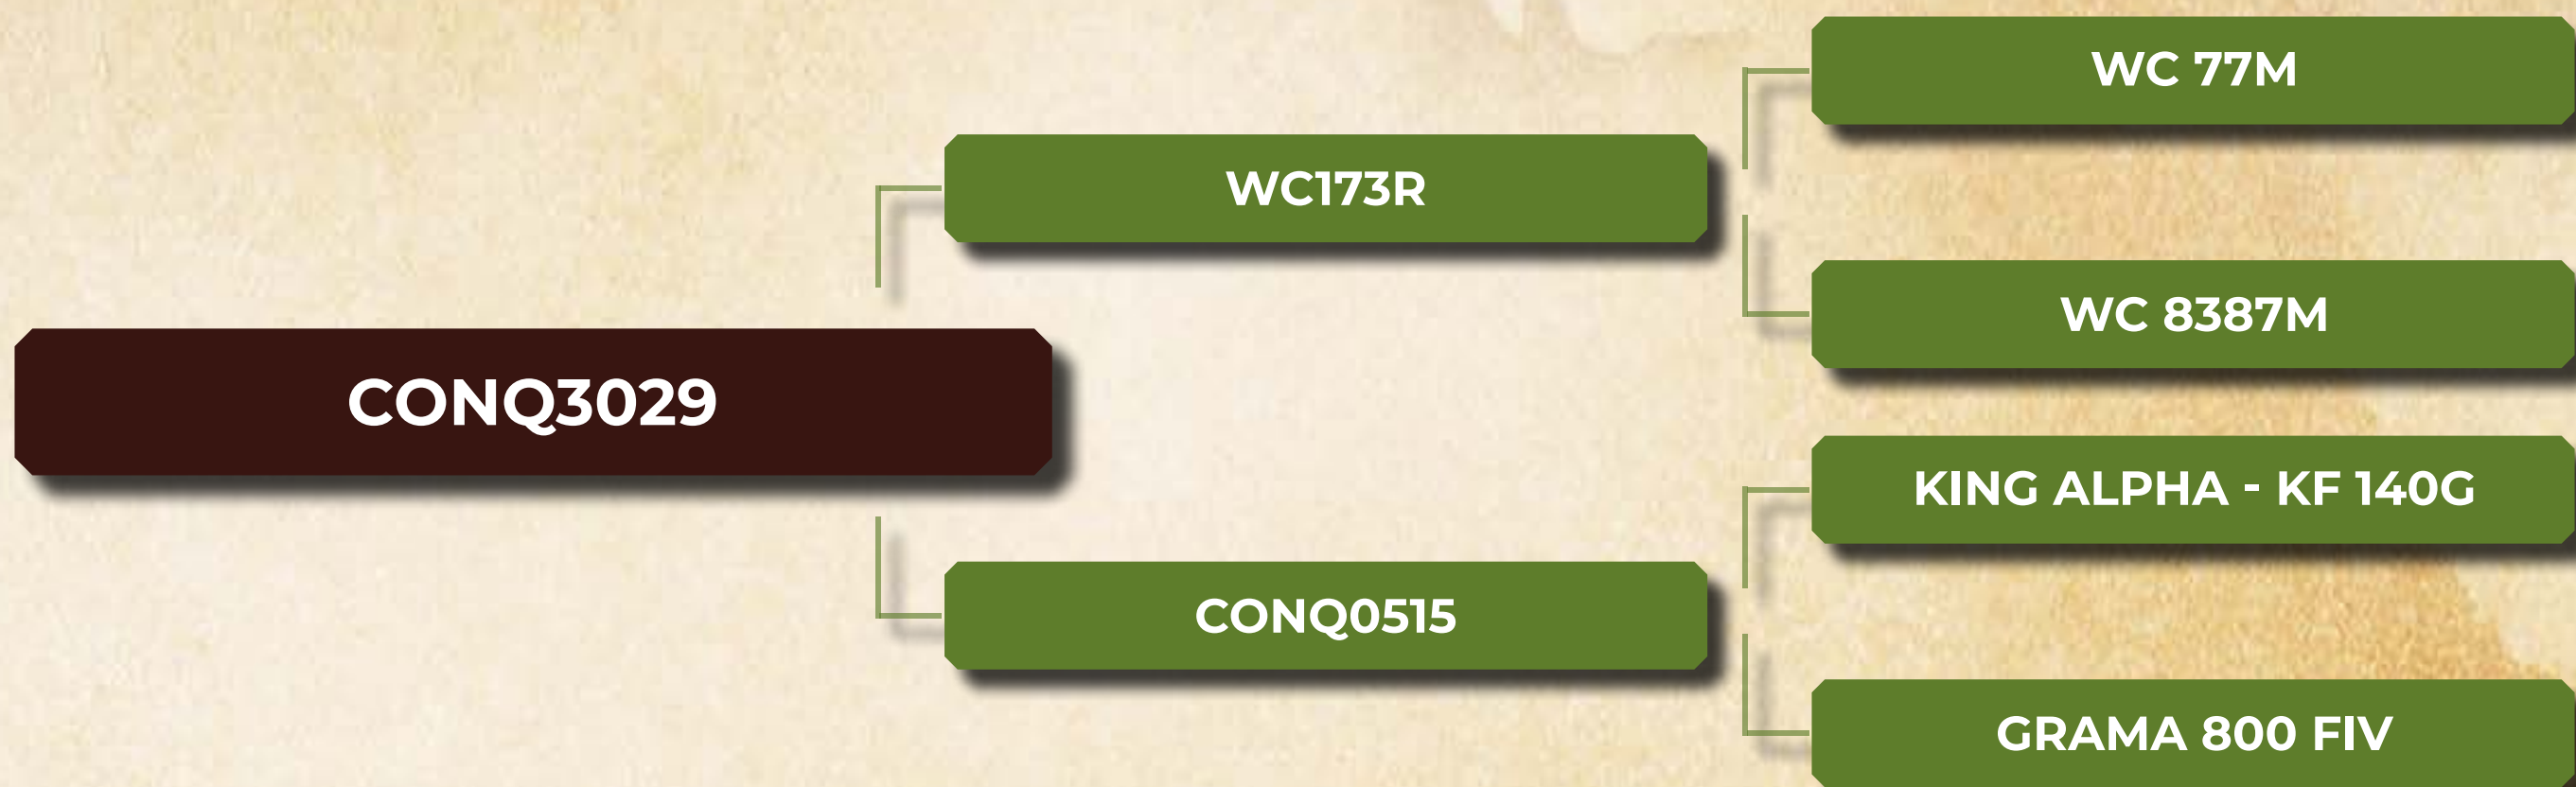 WC 77M
WC173R
WC 8387M
CONQ3029
KING ALPHA - KF 140G
CONQ0515
GRAMA 800 FIV